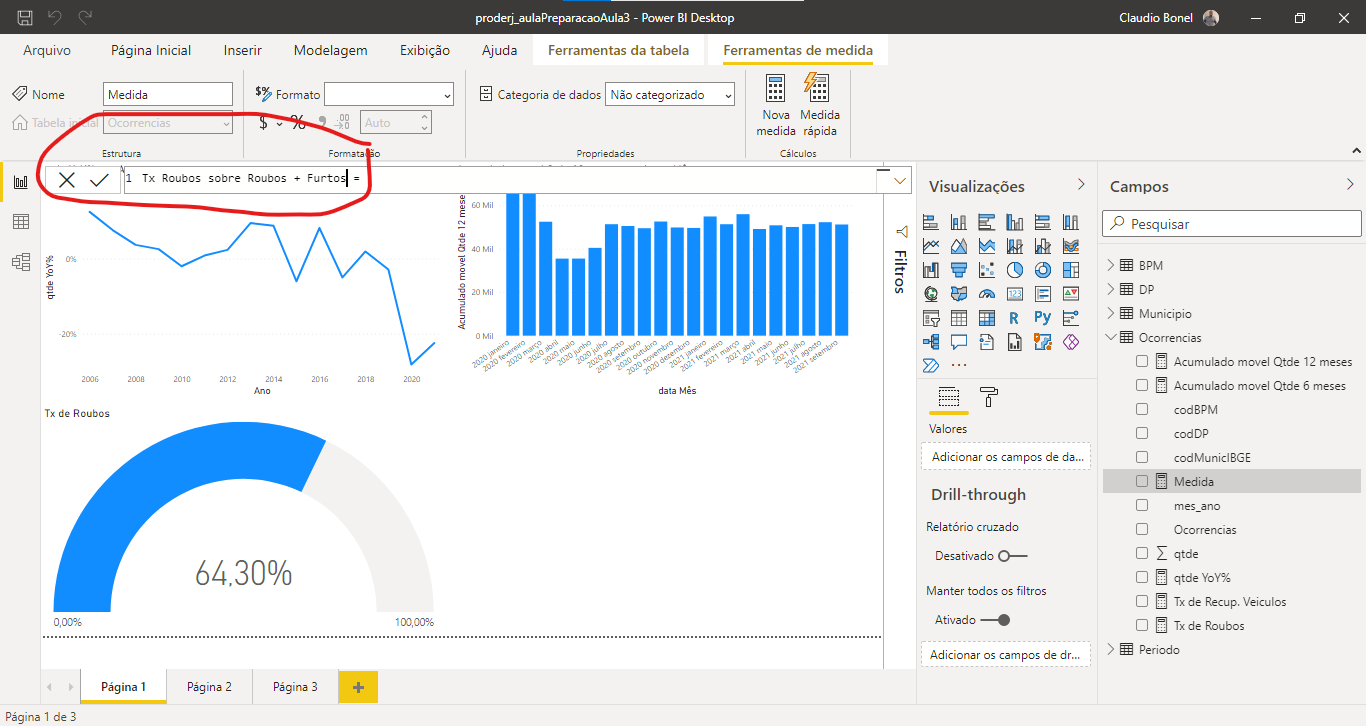 proderj_aulaPreparacaoAula3 - Power BI Desktop
Claudio Bonel
Arquivo
Página Inicial
Inserir
Modelagem
Exibição
Ajuda
Ferramentas da tabela
Ferramentas de medida
Nome
Medida
Tabela inicial
Ocorrencias
Estrutura
Formato
$ % 
Auto
Formatação
Categoria de dados
Não categorizado
Propriedades
Nova medida
Medida rápida
Cálculos
1 Tx Roubos sobre Roubos + Furtos =
qtde YoY%
0%
-20%
2006
2008
2010
2012
2014
2016
2018
2020
Ano
Acumulado movel Qtde 12 mese
60 Mil
40 Mil
20 Mil
0 Mil
2020 janeiro
2020 fevereiro
2020 março
2020 abril
2020 maio
2020 junho
2020 julho
2020 agosto
2020 setembro
2020 outubro
2020 novembro
2020 dezembro
2021 janeiro
2021 fevereiro
2021 março
2021 abril
2021 maio
2021 junho
2021 julho
2021 agosto
2021 setembro
data Mês
Tx de Roubos
64,30%
0,00%
100,00%
Filtros
Visualizações
Valores
Adicionar os campos de da...
Drill-through
Relatório cruzado
Desativado
Manter todos os filtros
Ativado
Adicionar os campos de dr...
Campos
Pesquisar
BPM
DP
Municipio
Ocorrencias
Acumulado movel Qtde 12 meses
Acumulado movel Qtde 6 meses
codBPM
codDP
codMunicIBGE
Medida
mes_ano
Ocorrencias
qtde
qtde YoY%
Tx de Recup. Veiculos
Tx de Roubos
Periodo
Página 1
Página 2
Página 3
Página 1 de 3